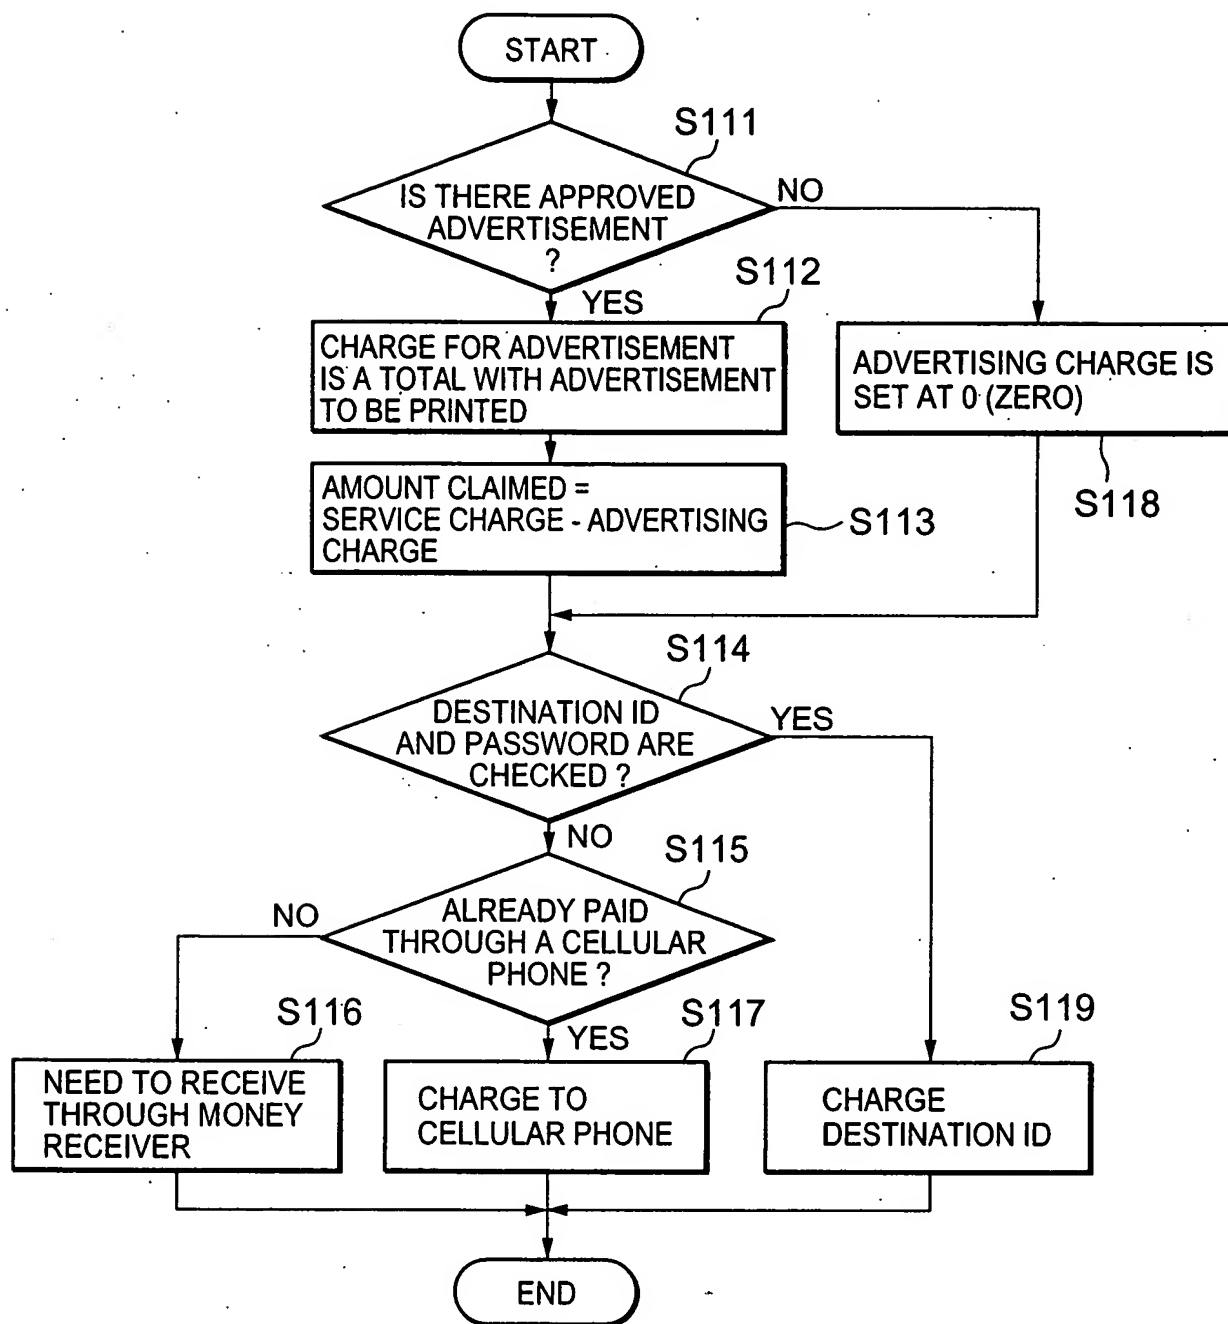 START
S111
IS THERE APPROVED
ADVERTISEMENT
?
NO
YES
S112
CHARGE FOR ADVERTISEMENT
IS A TOTAL WITH ADVERTISEMENT
TO BE PRINTED
ADVERTISING CHARGE IS
SET AT 0 (ZERO)
S118
AMOUNT CLAIMED =
SERVICE CHARGE - ADVERTISING
CHARGE
S113
S114
DESTINATION ID
AND PASSWORD ARE
CHECKED ?
YES
NO
S115
ALREADY PAID
THROUGH A CELLULAR
PHONE ?
NO
YES
S116
NEED TO RECEIVE
THROUGH MONEY
RECEIVER
S117
CHARGE TO
CELLULAR PHONE
S119
CHARGE
DESTINATION ID
END